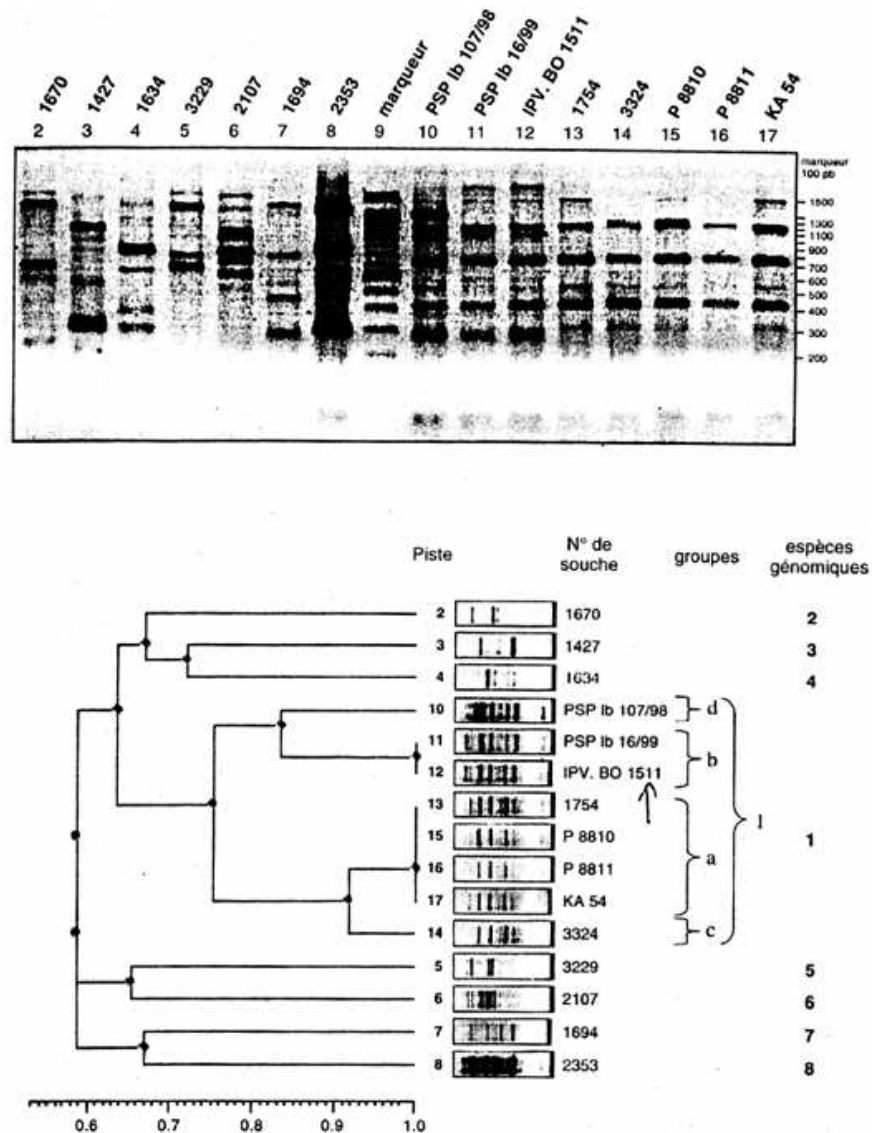 1670 1427 1634 3229 2107 1694 2353 marqueur PSP Ib 107/98 PSP Ib 16/99 IPV. BO 1511 1754 3324 P 8810 P 8811 KA 54
2 3 4 5 6 7 8 9 10 11 12 13 14 15 16 17
marqueur
100 pb
1500
1300
1100
900
700
600
500
400
300
200
Piste N° de souche groupes espèces génomiques
2 1670 2
3 1427 3
4 1634 4
10 PSP Ib 107/98 d
11 PSP Ib 16/99
b
12 IPV. BO 1511
13 1754 1
15 P 8810 1
a
16 P 8811
17 KA 54
14 3324 c
5 3229 5
6 2107 6
7 1694 7
8 2353 8
0.6 0.7 0.8 0.9 1.0